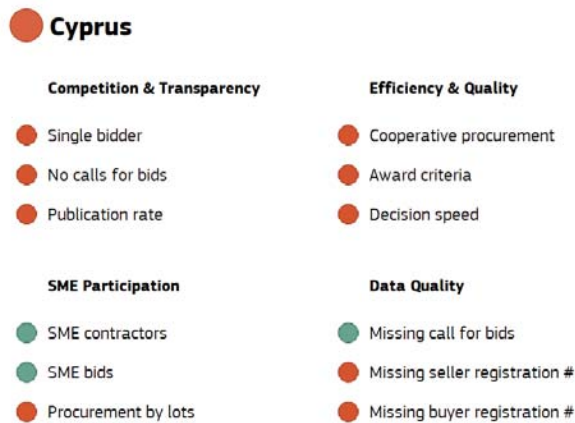 Cyprus
Competition & Transparency
Single bidder
No calls for bids
Publication rate
Efficiency & Quality
Cooperative procurement
Award criteria
Decision speed
SME Participation
SME contractors
SME bids
Procurement by lots
Data Quality
Missing call for bids
Missing seller registration #
Missing buyer registration #